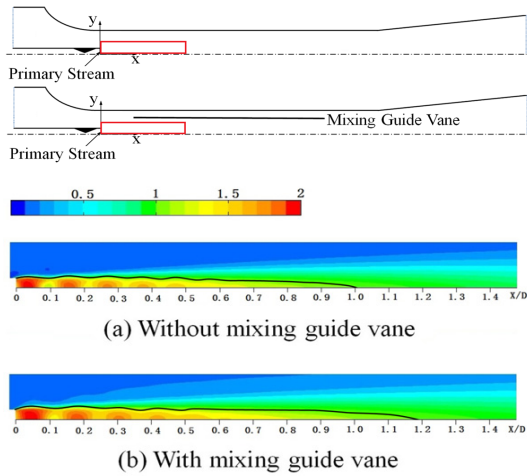 y
x
Primary Stream
y
Mixing Guide Vane
x
Primary Stream
0.5 1 1.5 2
0 0.1 0.2 0.3 0.4 0.5 0.6 0.7 0.8 0.9 1.0 1.1 1.2 1.3 1.4 X/D
(a) Without mixing guide vane
0 0.1 0.2 0.3 0.4 0.5 0.6 0.7 0.8 0.9 1.0 1.1 1.2 1.3 1.4 X/D
(b) With mixing guide vane